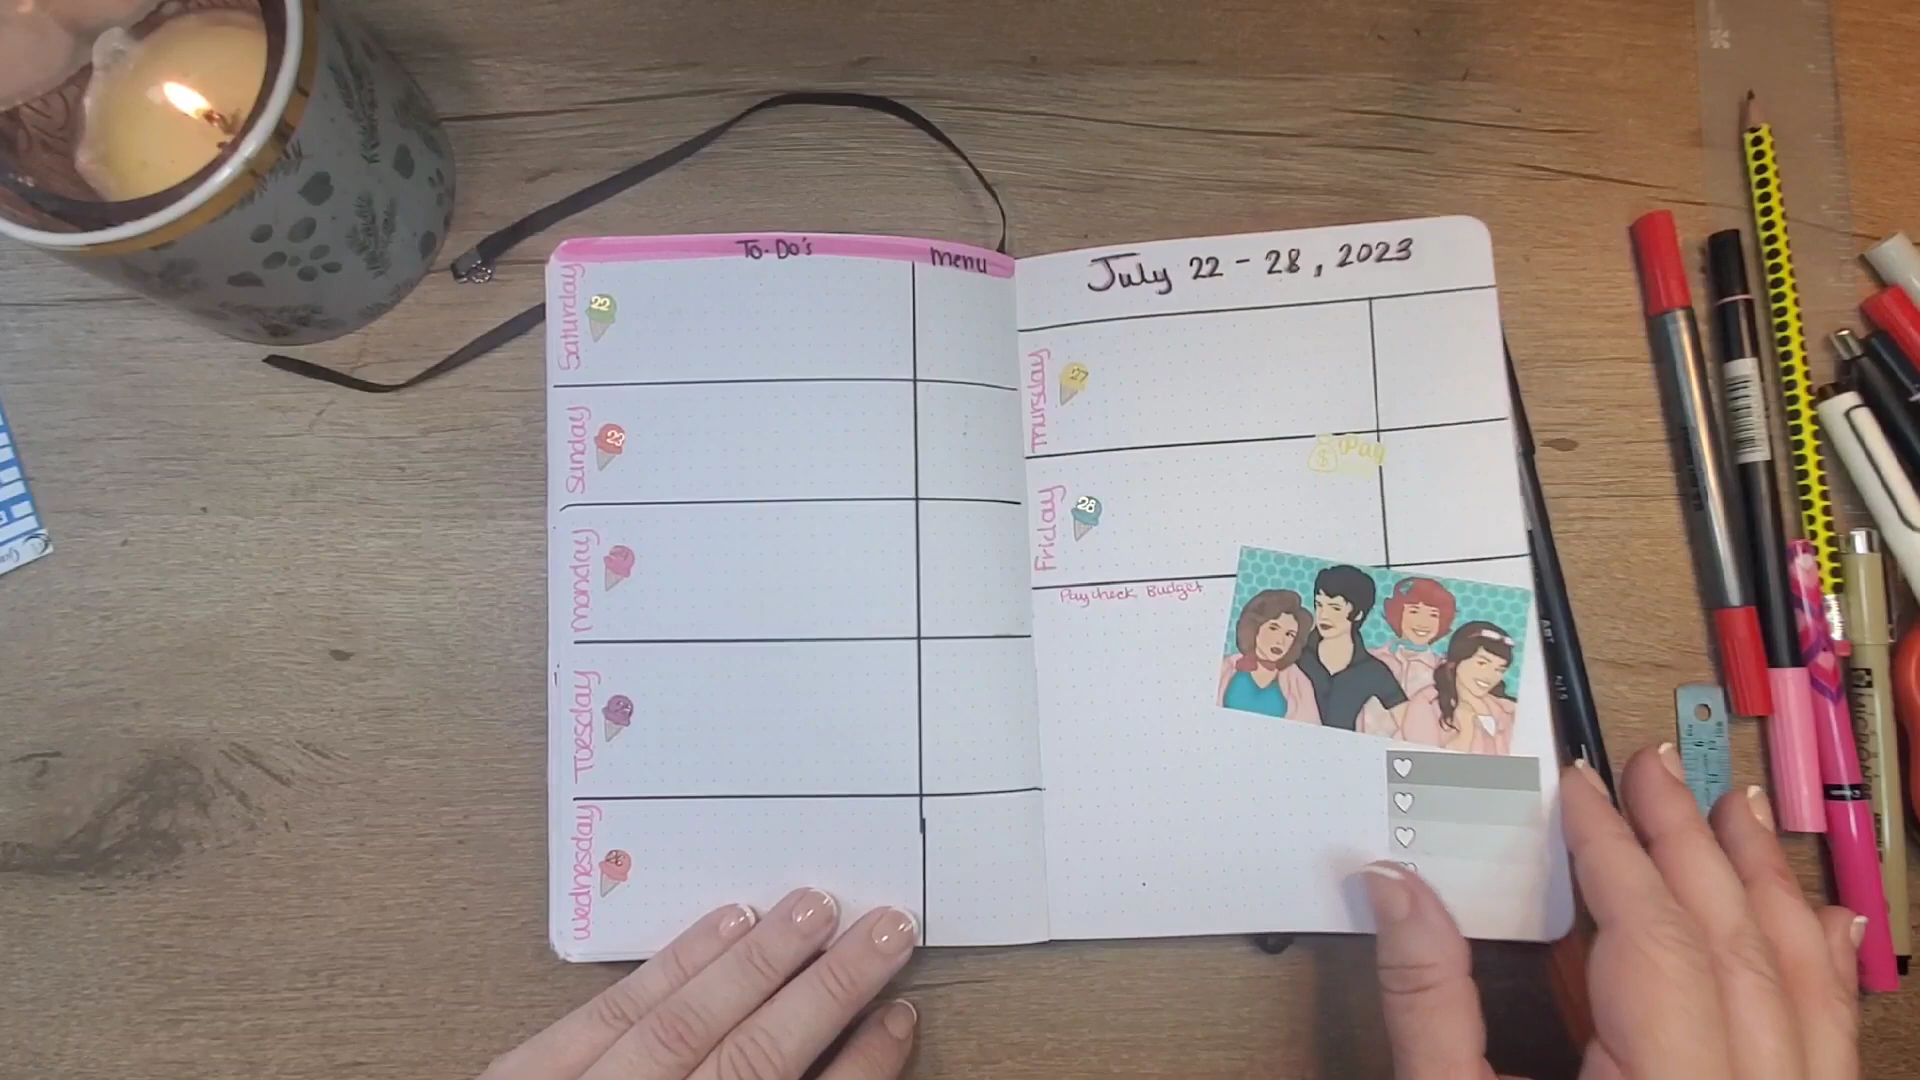 To-Do's
Menu
Saturday
22
Sunday
23
Monday
Tuesday
Wednesday
26
July 22 - 28, 2023
Thursday
27
Pay
$
Friday
28
Paycheck Budget